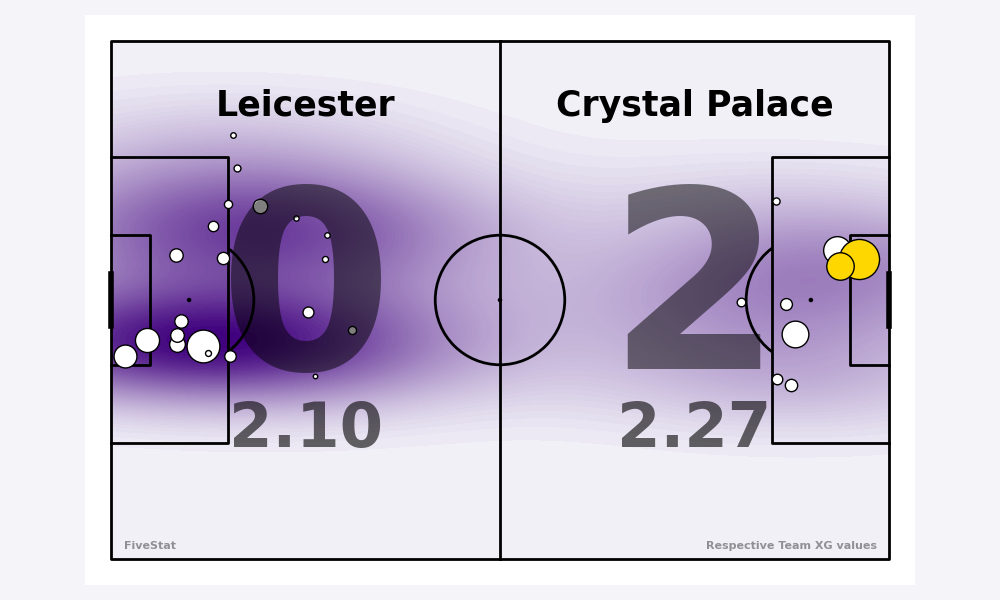 Leicester
Crystal Palace
0
2
2.10
2.27
FiveStat
Respective Team XG values